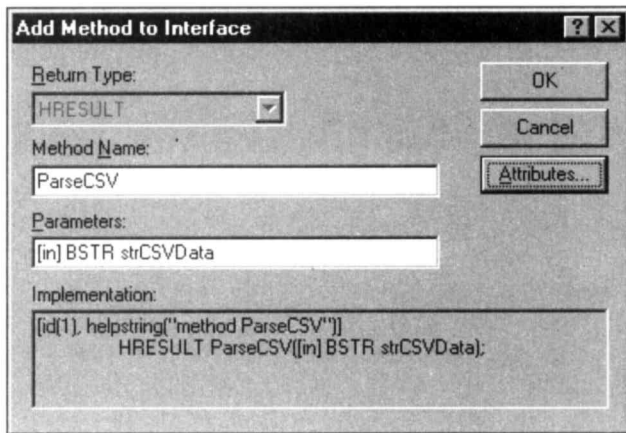 Add Method to Interface
Return Type:
HRESULT
Method Name:
ParseCSV
Parameters:
[in] BSTR strCSVData
Implementation:
[id(1), helpstring("method ParseCSV")]
HRESULT ParseCSV([in] BSTR strCSVData);
OK
Cancel
Attributes...